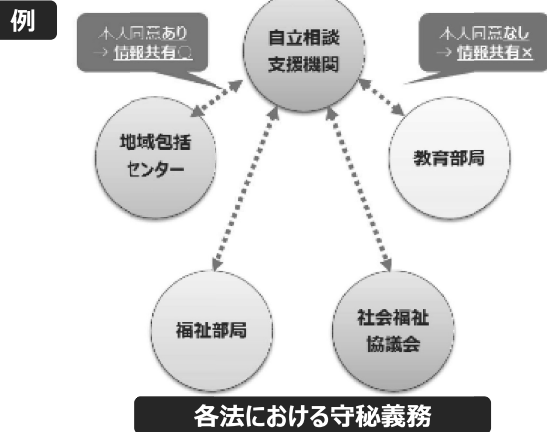 例
本人同意あり
→ 情報共有○
本人同意なし
→ 情報共有×
自立相談
支援機関
地域包括
センター
教育部局
福祉部局
社会福祉
協議会
各法における守秘義務